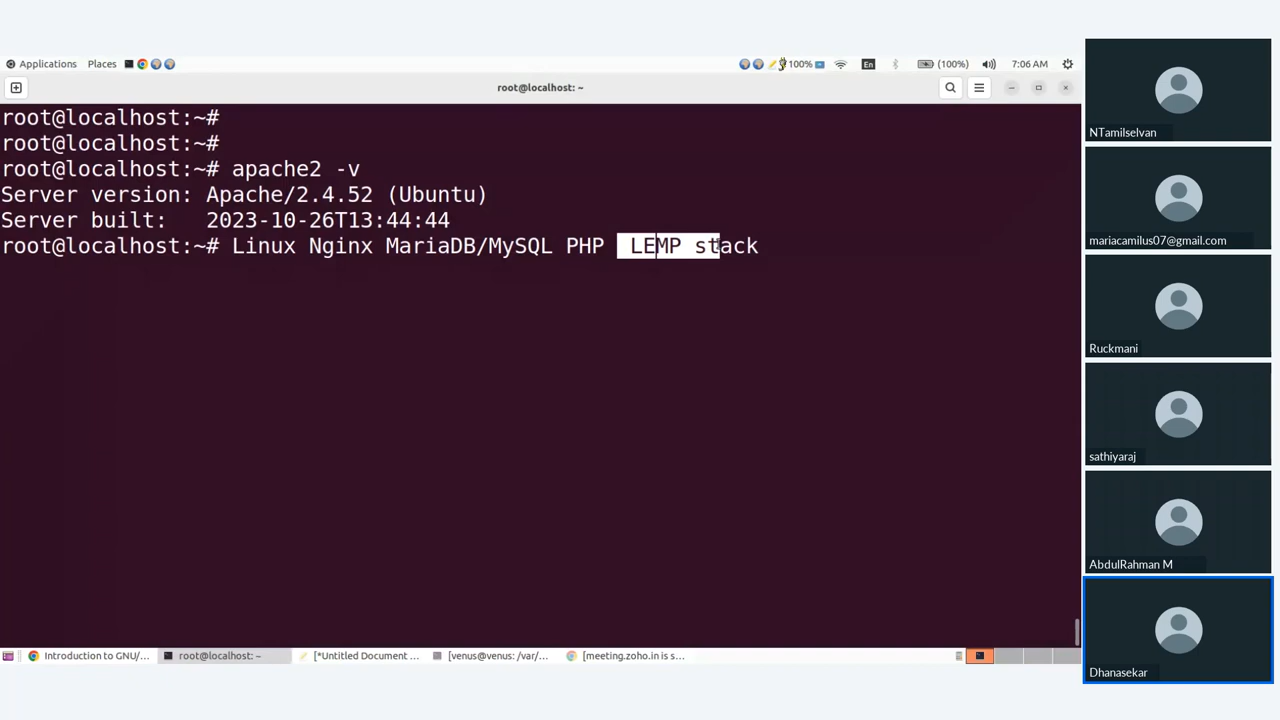 Applications Places 100% En (100%) 7:06 AM
root@localhost: ~
root@localhost:~#
root@localhost:~#
root@localhost:~# apache2 -v
Server version: Apache/2.4.52 (Ubuntu)
Server built:   2023-10-26T13:44:44
root@localhost:~# Linux Nginx MariaDB/MySQL PHP  LEMP stack
Introduction to GNU/... root@localhost: ~ [*Untitled Document ... [venus@venus: /var/... [meeting.zoho.in is s...
NTamilselvan
mariacamilus07@gmail.com
Ruckmani
sathiyaraj
AbdulRahman M
Dhanasekar